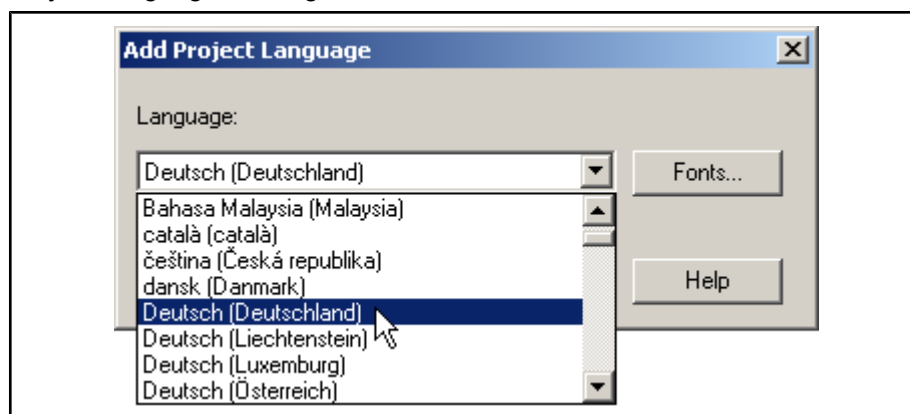 Add Project Language
Language:
Deutsch (Deutschland)
Fonts...
Bahasa Malaysia (Malaysia)
català (català)
čeština (Česká republika)
dansk (Danmark)
Deutsch (Deutschland)
Deutsch (Liechtenstein)
Deutsch (Luxemburg)
Deutsch (Österreich)
Help